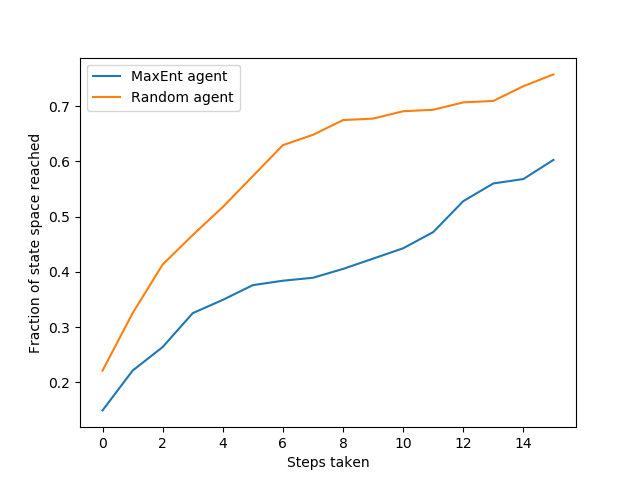 MaxEnt agent
Random agent
Fraction of state space reached
0.7
0.6
0.5
0.4
0.3
0.2
0 2 4 6 8 10 12 14
Steps taken